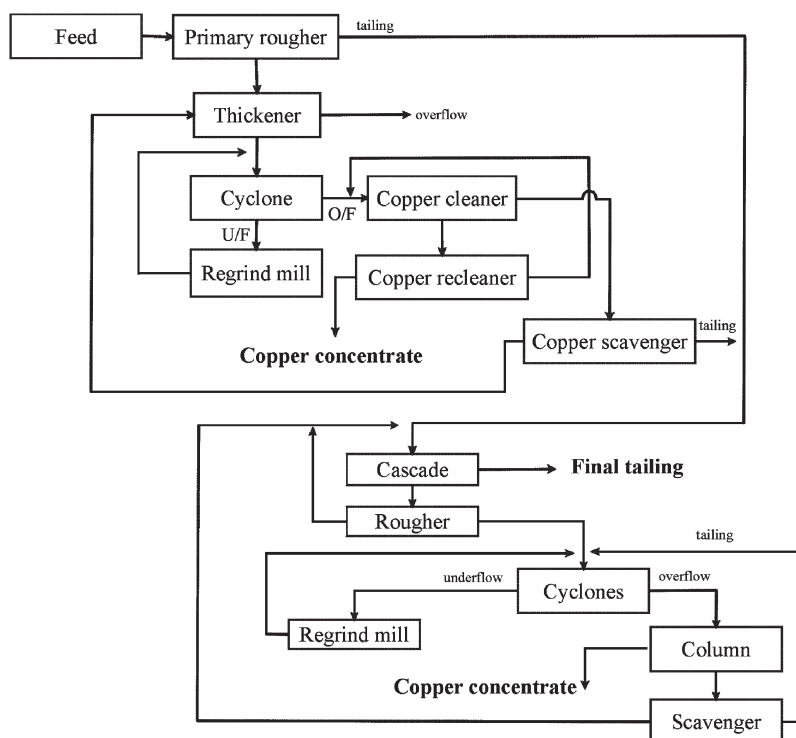 Feed
Primary rougher
tailing
Thickener
overflow
Cyclone
O/F
Copper cleaner
U/F
Regrind mill
Copper recleaner
Copper concentrate
Copper scavenger
tailing
Cascade
Final tailing
Rougher
tailing
underflow
Cyclones
overflow
Regrind mill
Column
Copper concentrate
Scavenger